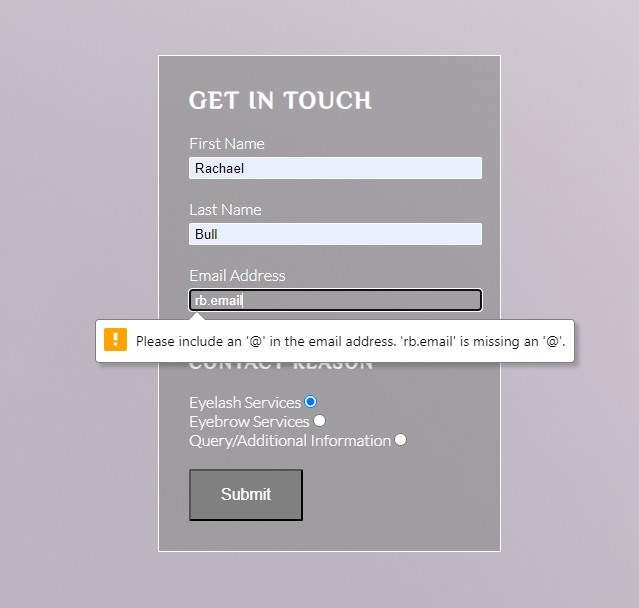 GET IN TOUCH
First Name
Rachael
Last Name
Bull
Email Address
rb.email
! Please include an '@' in the email address. 'rb.email' is missing an '@'.
CONTACT REASON
Eyelash Services
Eyebrow Services
Query/Additional Information
Submit